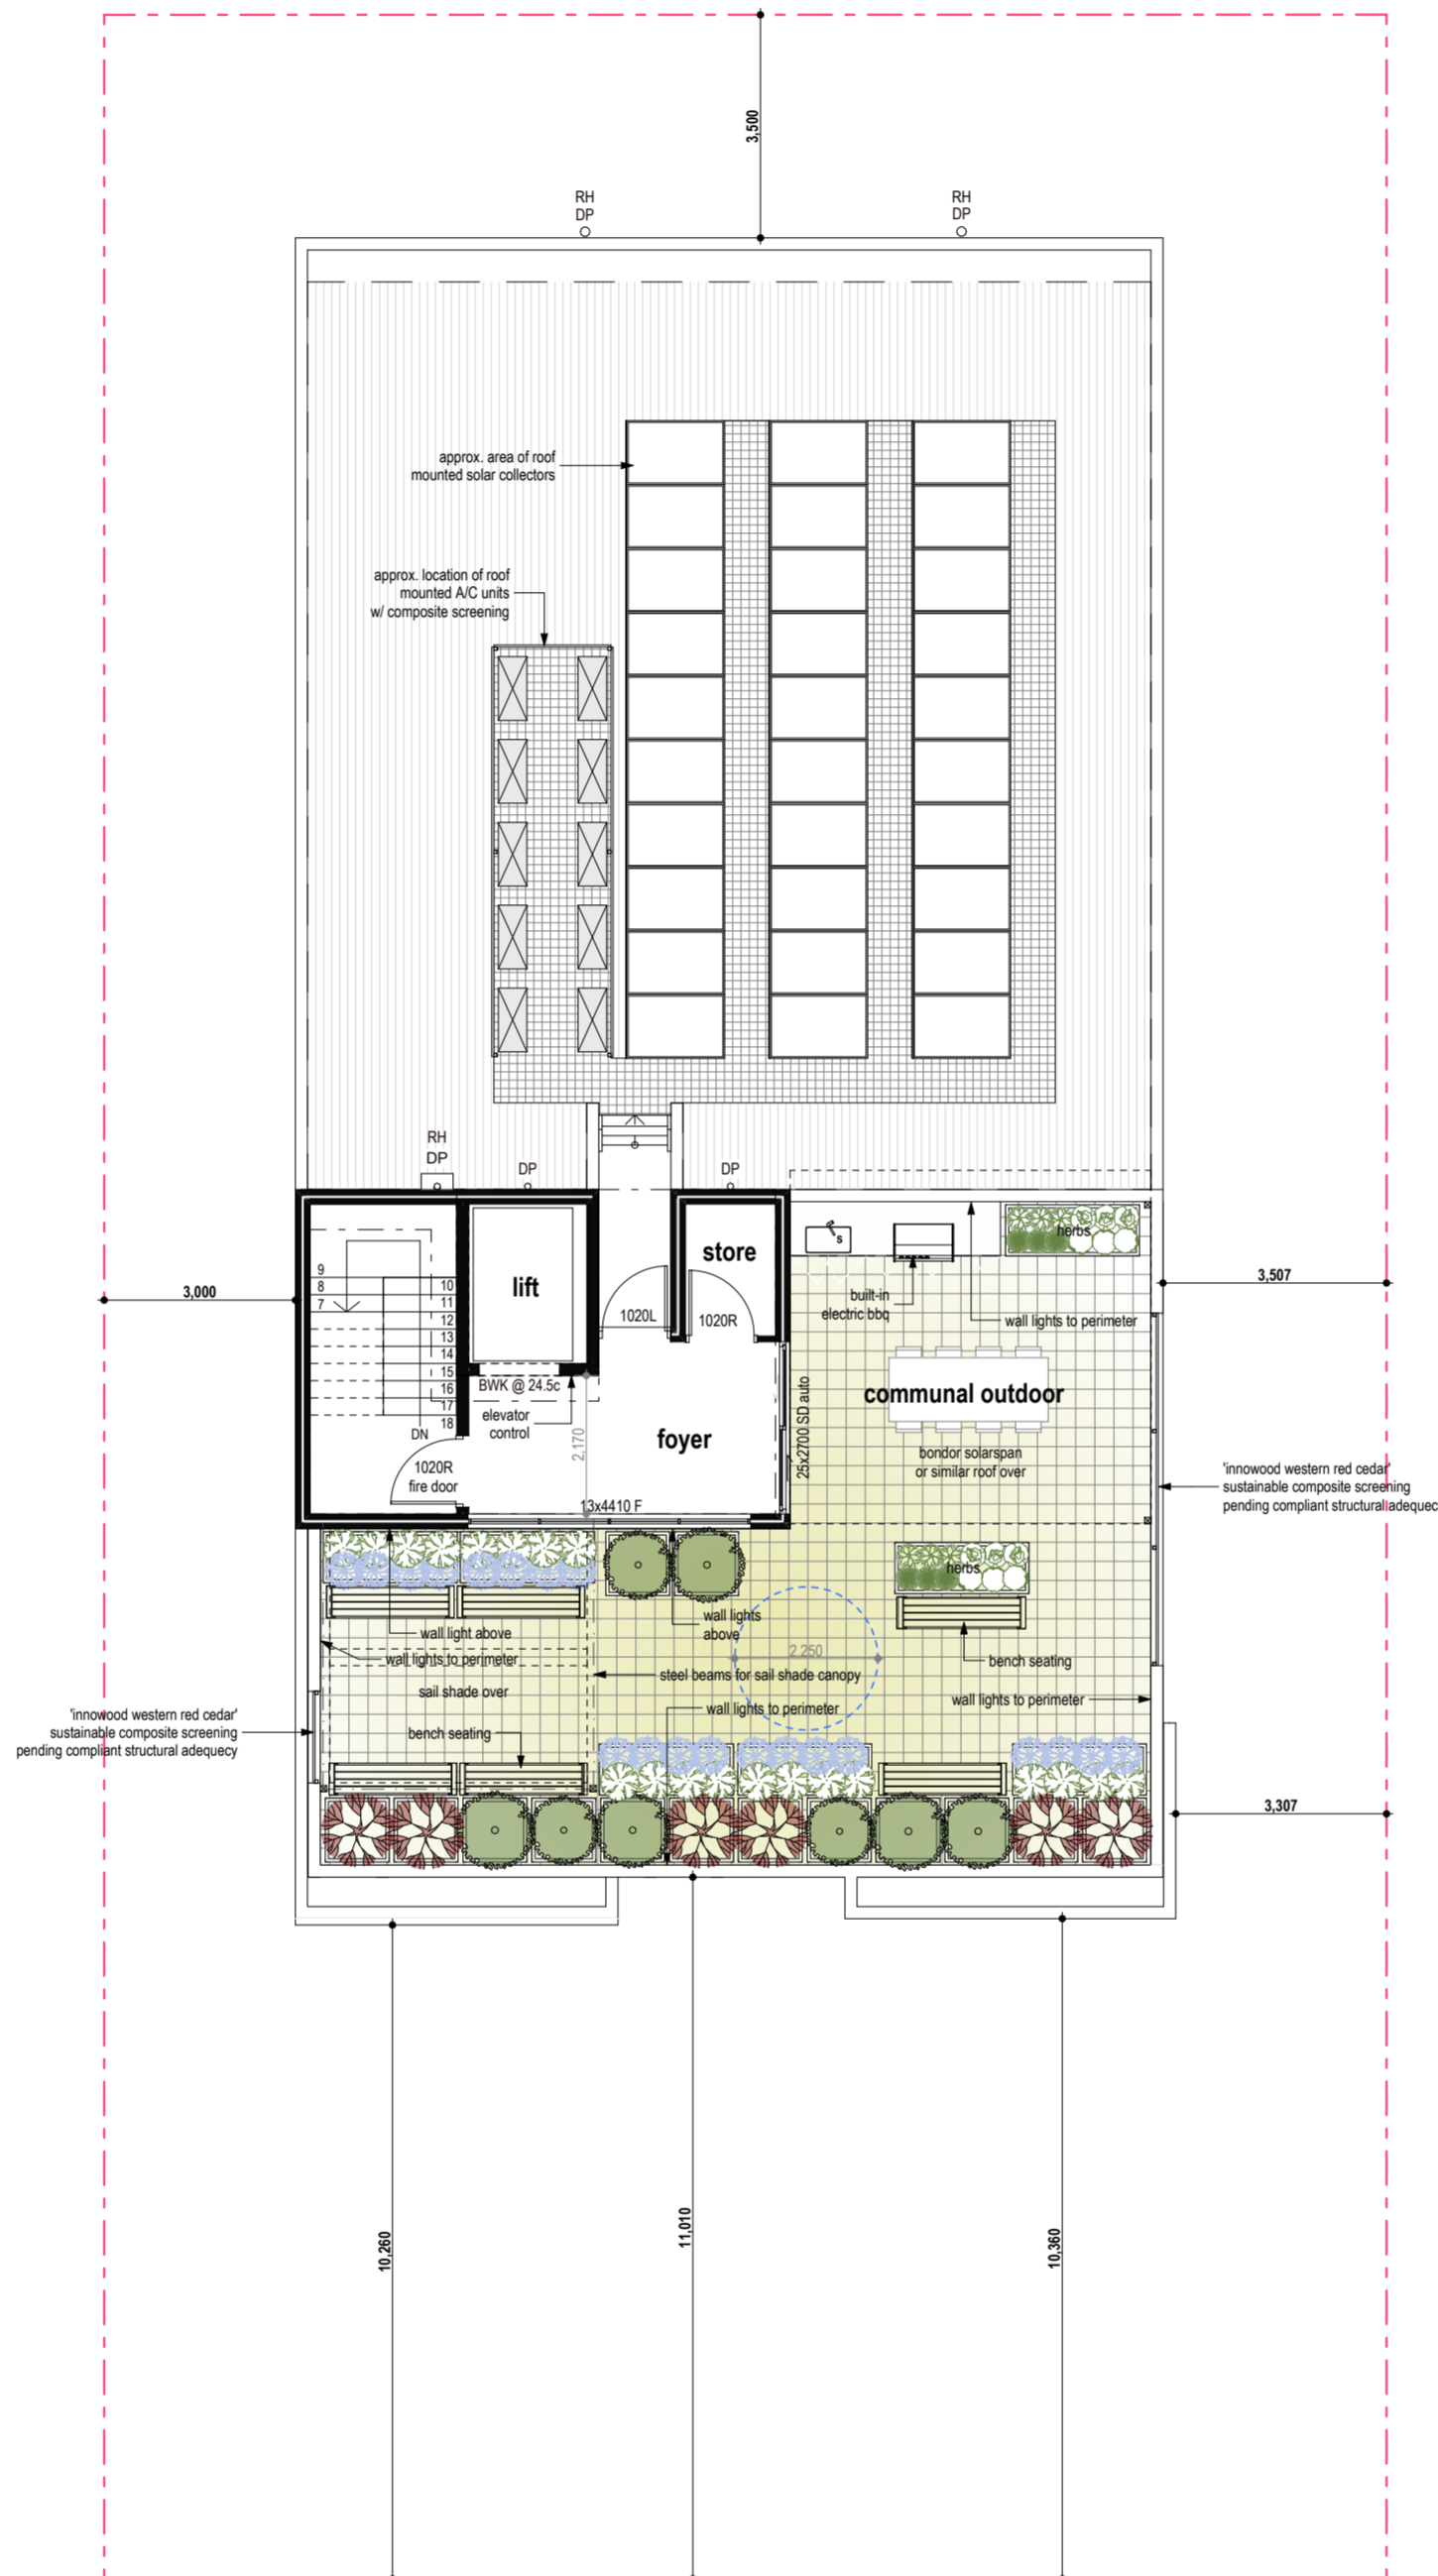 3,500
RH
DP
RH
DP
approx. area of roof
mounted solar collectors
approx. location of roof
mounted A/C units
w/ composite screening
RH
DP
DP
DP
herbs
store
lift
9
8
7
10
11
12
13
14
15
16
17
18
DN
3,000
3,507
1020L
1020R
built-in
electric bbq
wall lights to perimeter
BWK @ 24.5c
elevator
control
communal outdoor
25x2700 SD auto
foyer
2,170
bondor solarspan
or similar roof over
1020R
fire door
13x4410 F
'innowood western red cedar'
sustainable composite screening
pending compliant structural adequec
herbs
wall lights
above
wall light above
2,250
wall lights to perimeter
bench seating
steel beams for sail shade canopy
sail shade over
wall lights to perimeter
wall lights to perimeter
'innowood western red cedar'
sustainable composite screening
pending compliant structural adequecy
bench seating
3,307
10,260
11,010
10,360